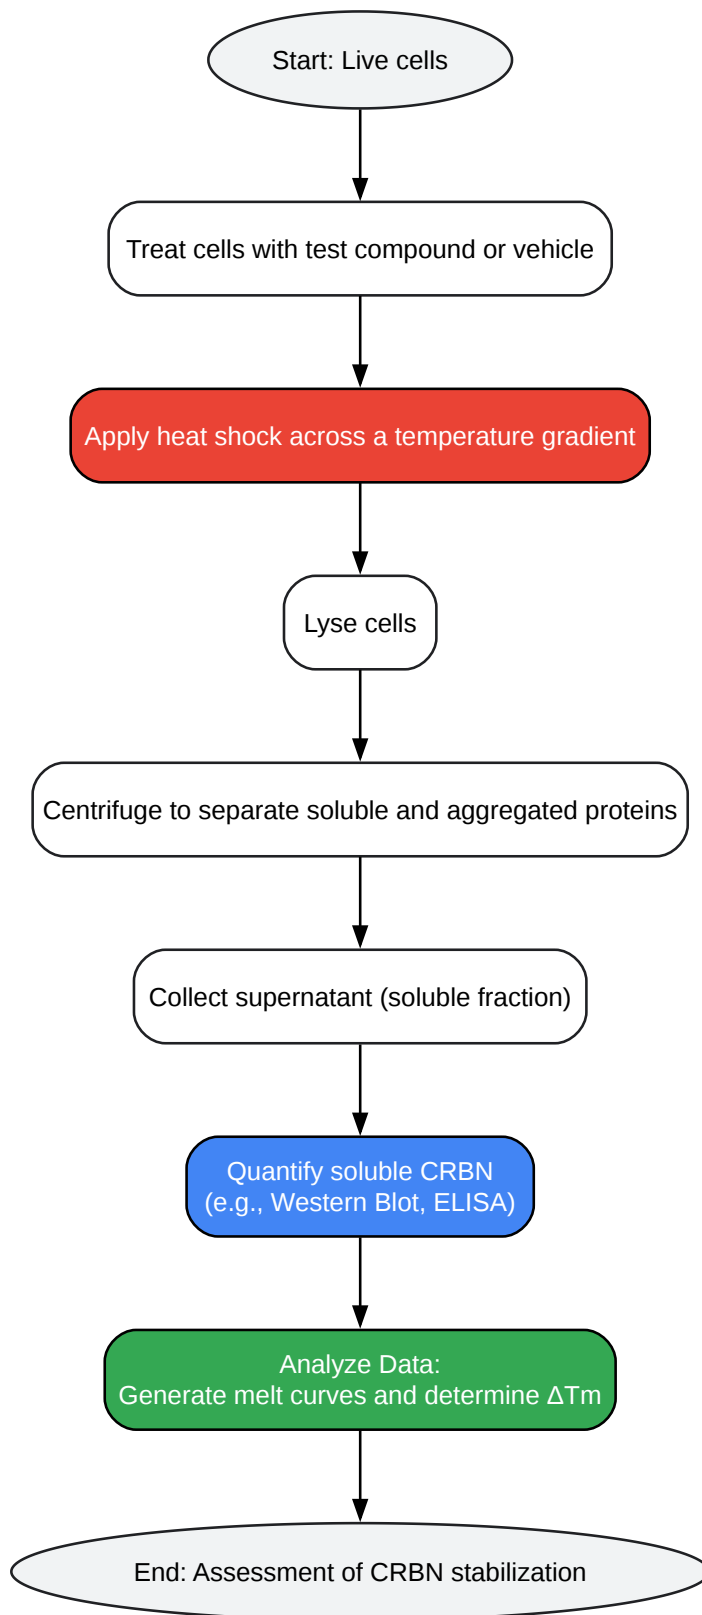 Start: Live cells
Treat cells with test compound or vehicle
Apply heat shock across a temperature gradient
Lyse cells
Centrifuge to separate soluble and aggregated proteins
Collect supernatant (soluble fraction)
Quantify soluble CRBN
(e.g., Western Blot, ELISA)
Analyze Data:
Generate melt curves and determine ΔTm
End: Assessment of CRBN stabilization